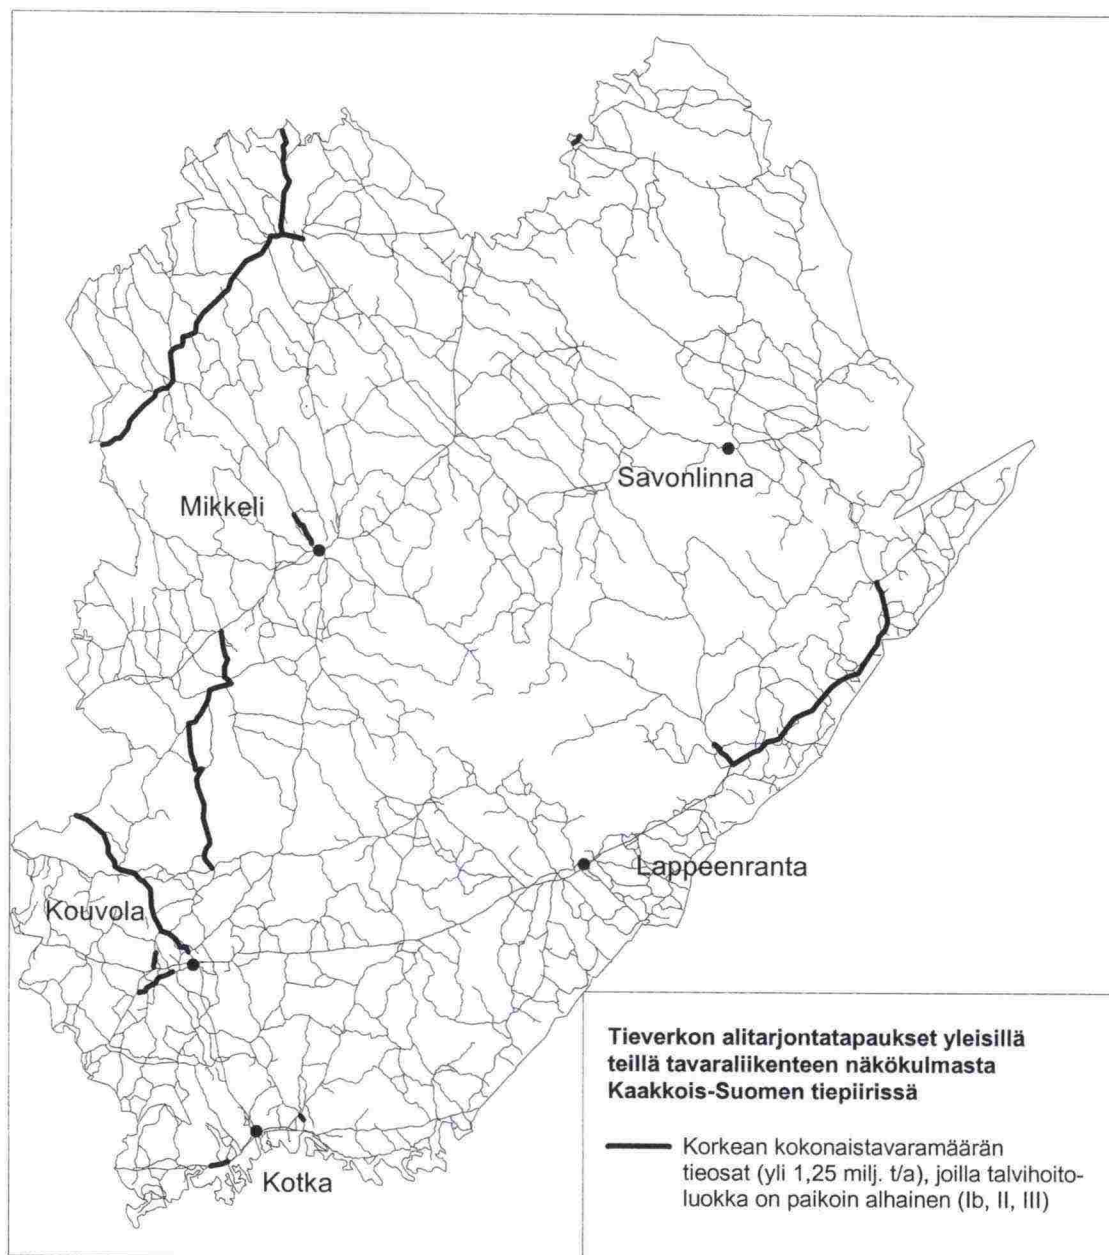 Savonlinna
Mikkeli
Lappeenranta
Kouvola
Kotka
Tieverkon alitarjontatapaukset yleisillä
teillä tavaraliikenteen näkökulmasta
Kaakkois-Suomen tiepiirissä
Korkean kokonaistavaramäärän
tieosat (yli 1,25 milj. t/a), joilla talvihoito-
luokka on paikoin alhainen (Ib, II, III)